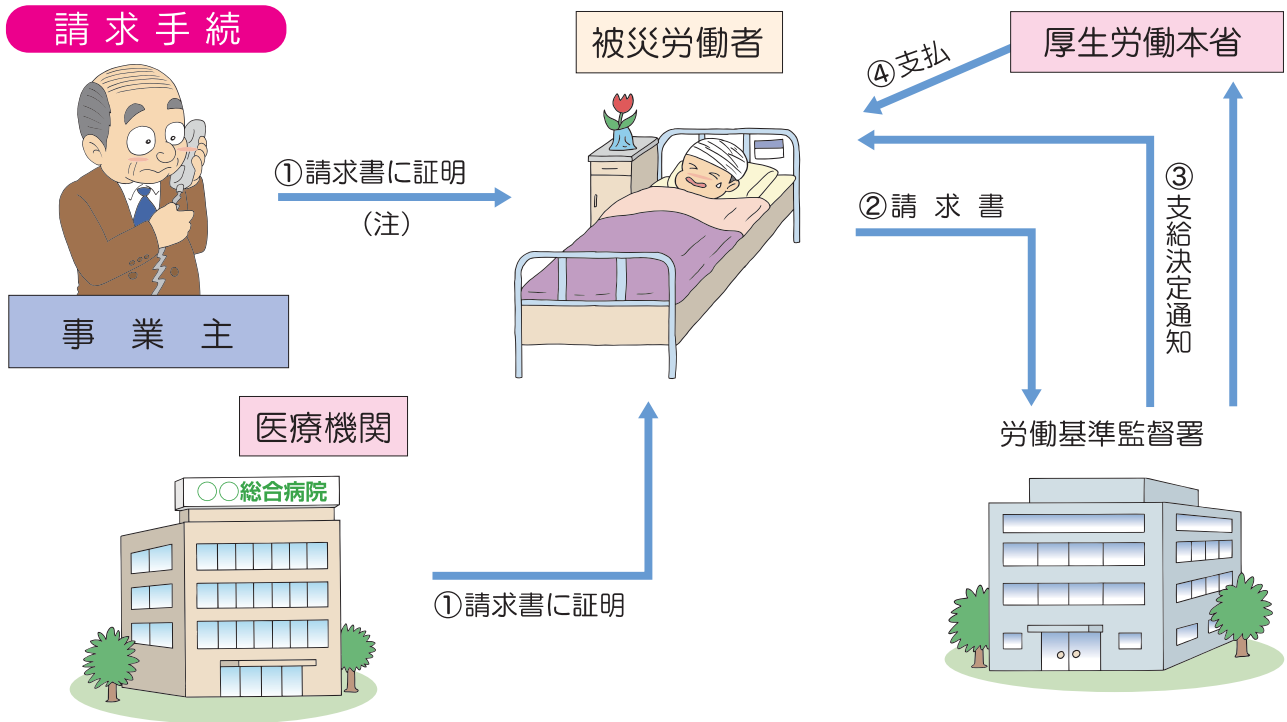 請求手続
被災労働者
厚生労働本省
④支払
①請求書に証明
(注)
②請求書
③支給決定通知
事業主
医療機関
○○総合病院
労働基準監督署
①請求書に証明